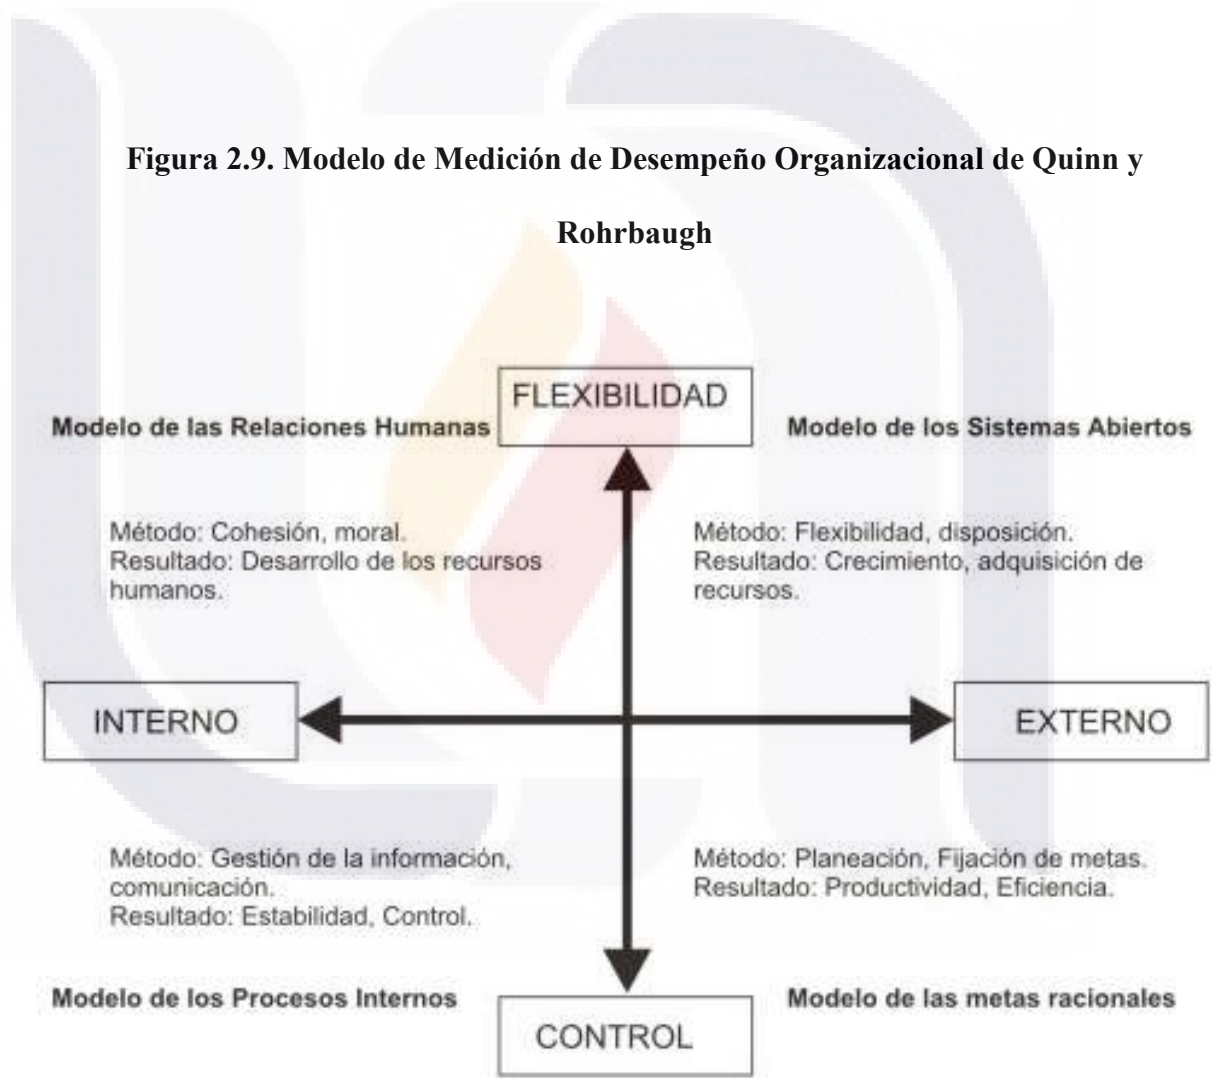 Figura 2.9. Modelo de Medición de Desempeño Organizacional de Quinn y
Rohrbaugh
FLEXIBILIDAD
Modelo de las Relaciones Humanas
Modelo de los Sistemas Abiertos
Método: Cohesión, moral.
Resultado: Desarrollo de los recursos
humanos.
Método: Flexibilidad, disposición.
Resultado: Crecimiento, adquisición de
recursos.
INTERNO
EXTERNO
Método: Gestión de la información,
comunicación.
Resultado: Estabilidad, Control.
Método: Planeación, Fijación de metas.
Resultado: Productividad, Eficiencia.
Modelo de los Procesos Internos
Modelo de las metas racionales
CONTROL